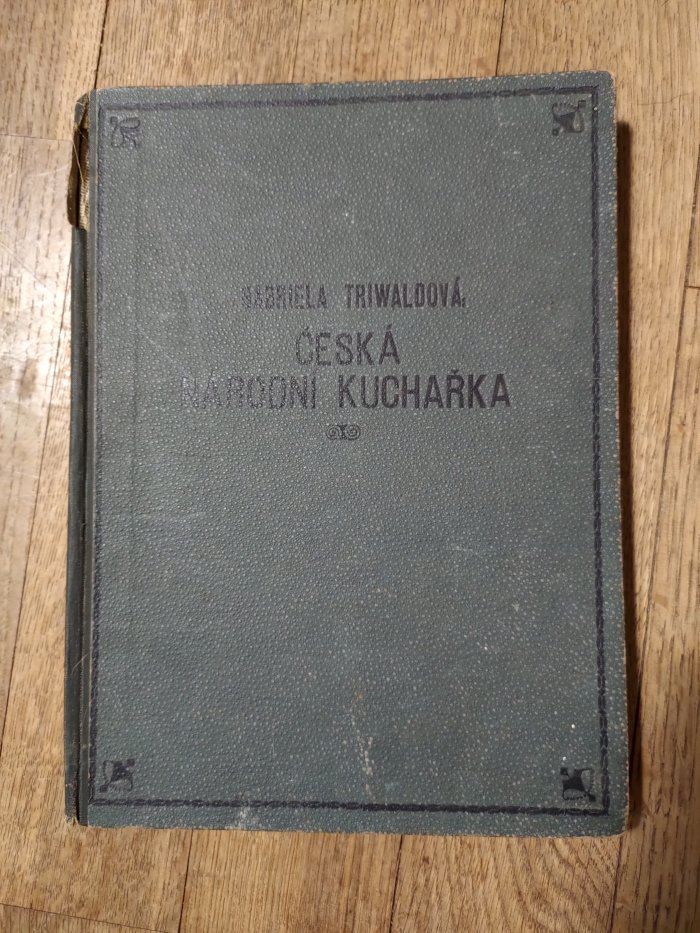 GABRIELA TRIWALDOVÁ.
ČESKÁ
NÁRODNÍ KUCHAŘKA